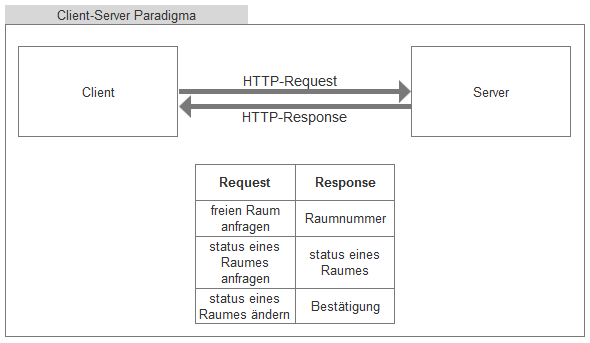 Client-Server Paradigma
HTTP-Request
Client
Server
HTTP-Response
Request
Response
freien Raum
anfragen
Raumnummer
status eines
Raumes
anfragen
status eines
Raumes
status eines
Raumes ändern
Bestätigung